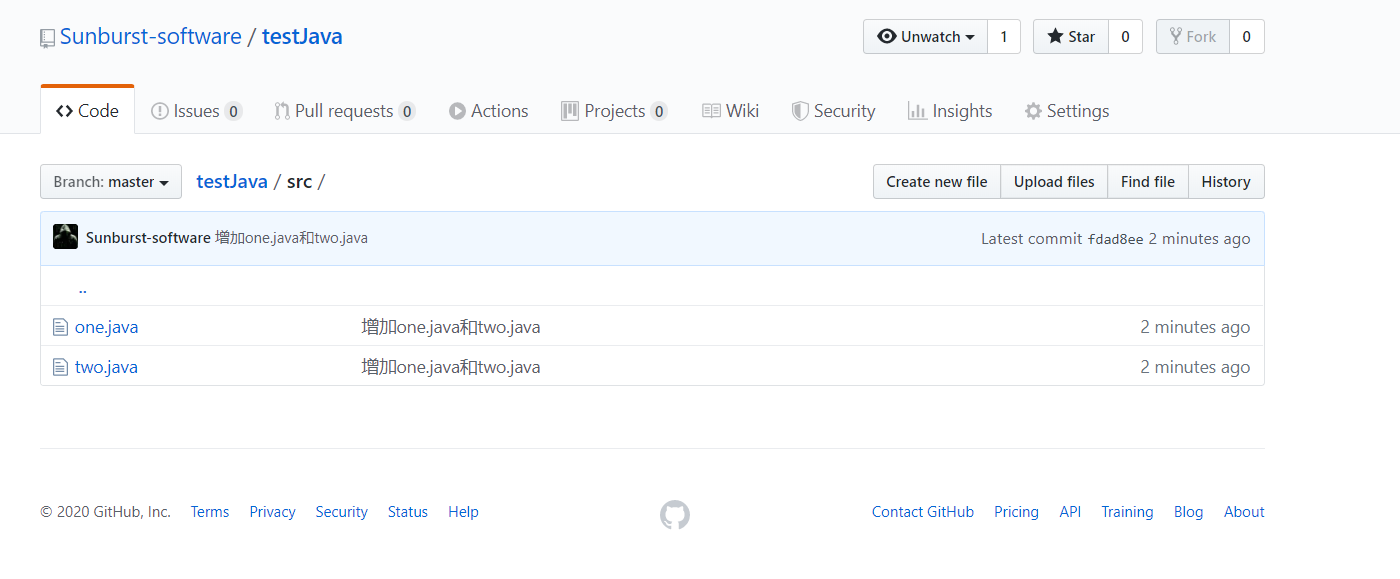 Sunburst-software / testJava
Unwatch 1 Star 0 Fork 0
Code Issues 0 Pull requests 0 Actions Projects 0 Wiki Security Insights Settings
Branch: master testJava / src / Create new file Upload files Find file History
Sunburst-software 增加one.java和two.java Latest commit fdad8ee 2 minutes ago
..
one.java 增加one.java和two.java 2 minutes ago
two.java 增加one.java和two.java 2 minutes ago
© 2020 GitHub, Inc. Terms Privacy Security Status Help Contact GitHub Pricing API Training Blog About